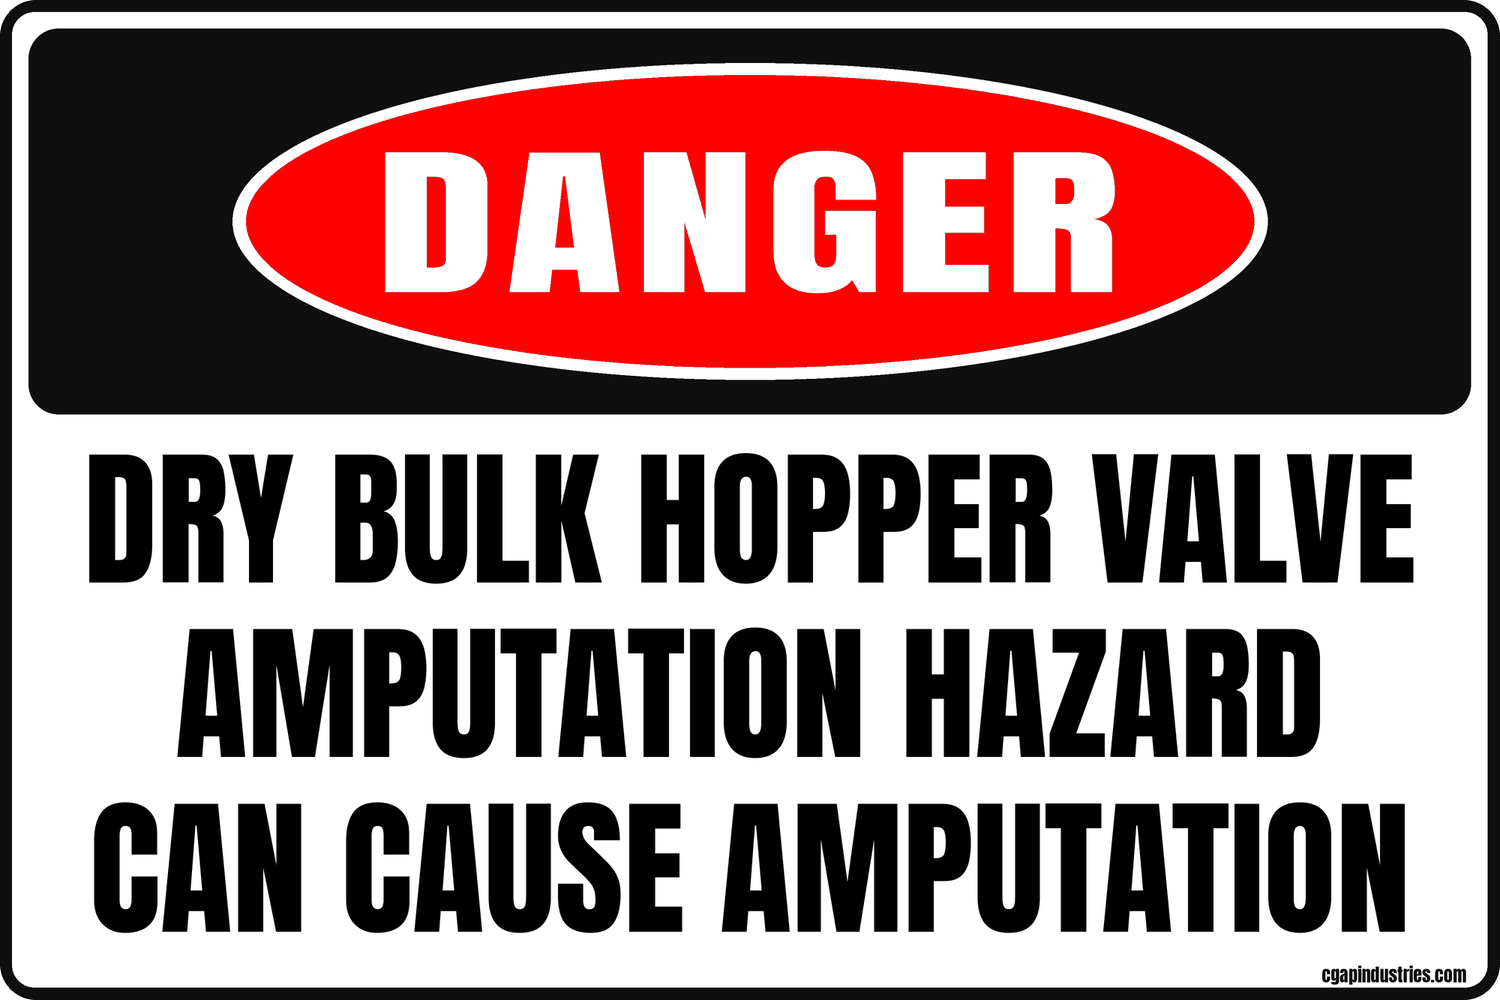 DANGER
DRY BULK HOPPER VALVE
AMPUTATION HAZARD
CAN CAUSE AMPUTATION
cgapindustries.com